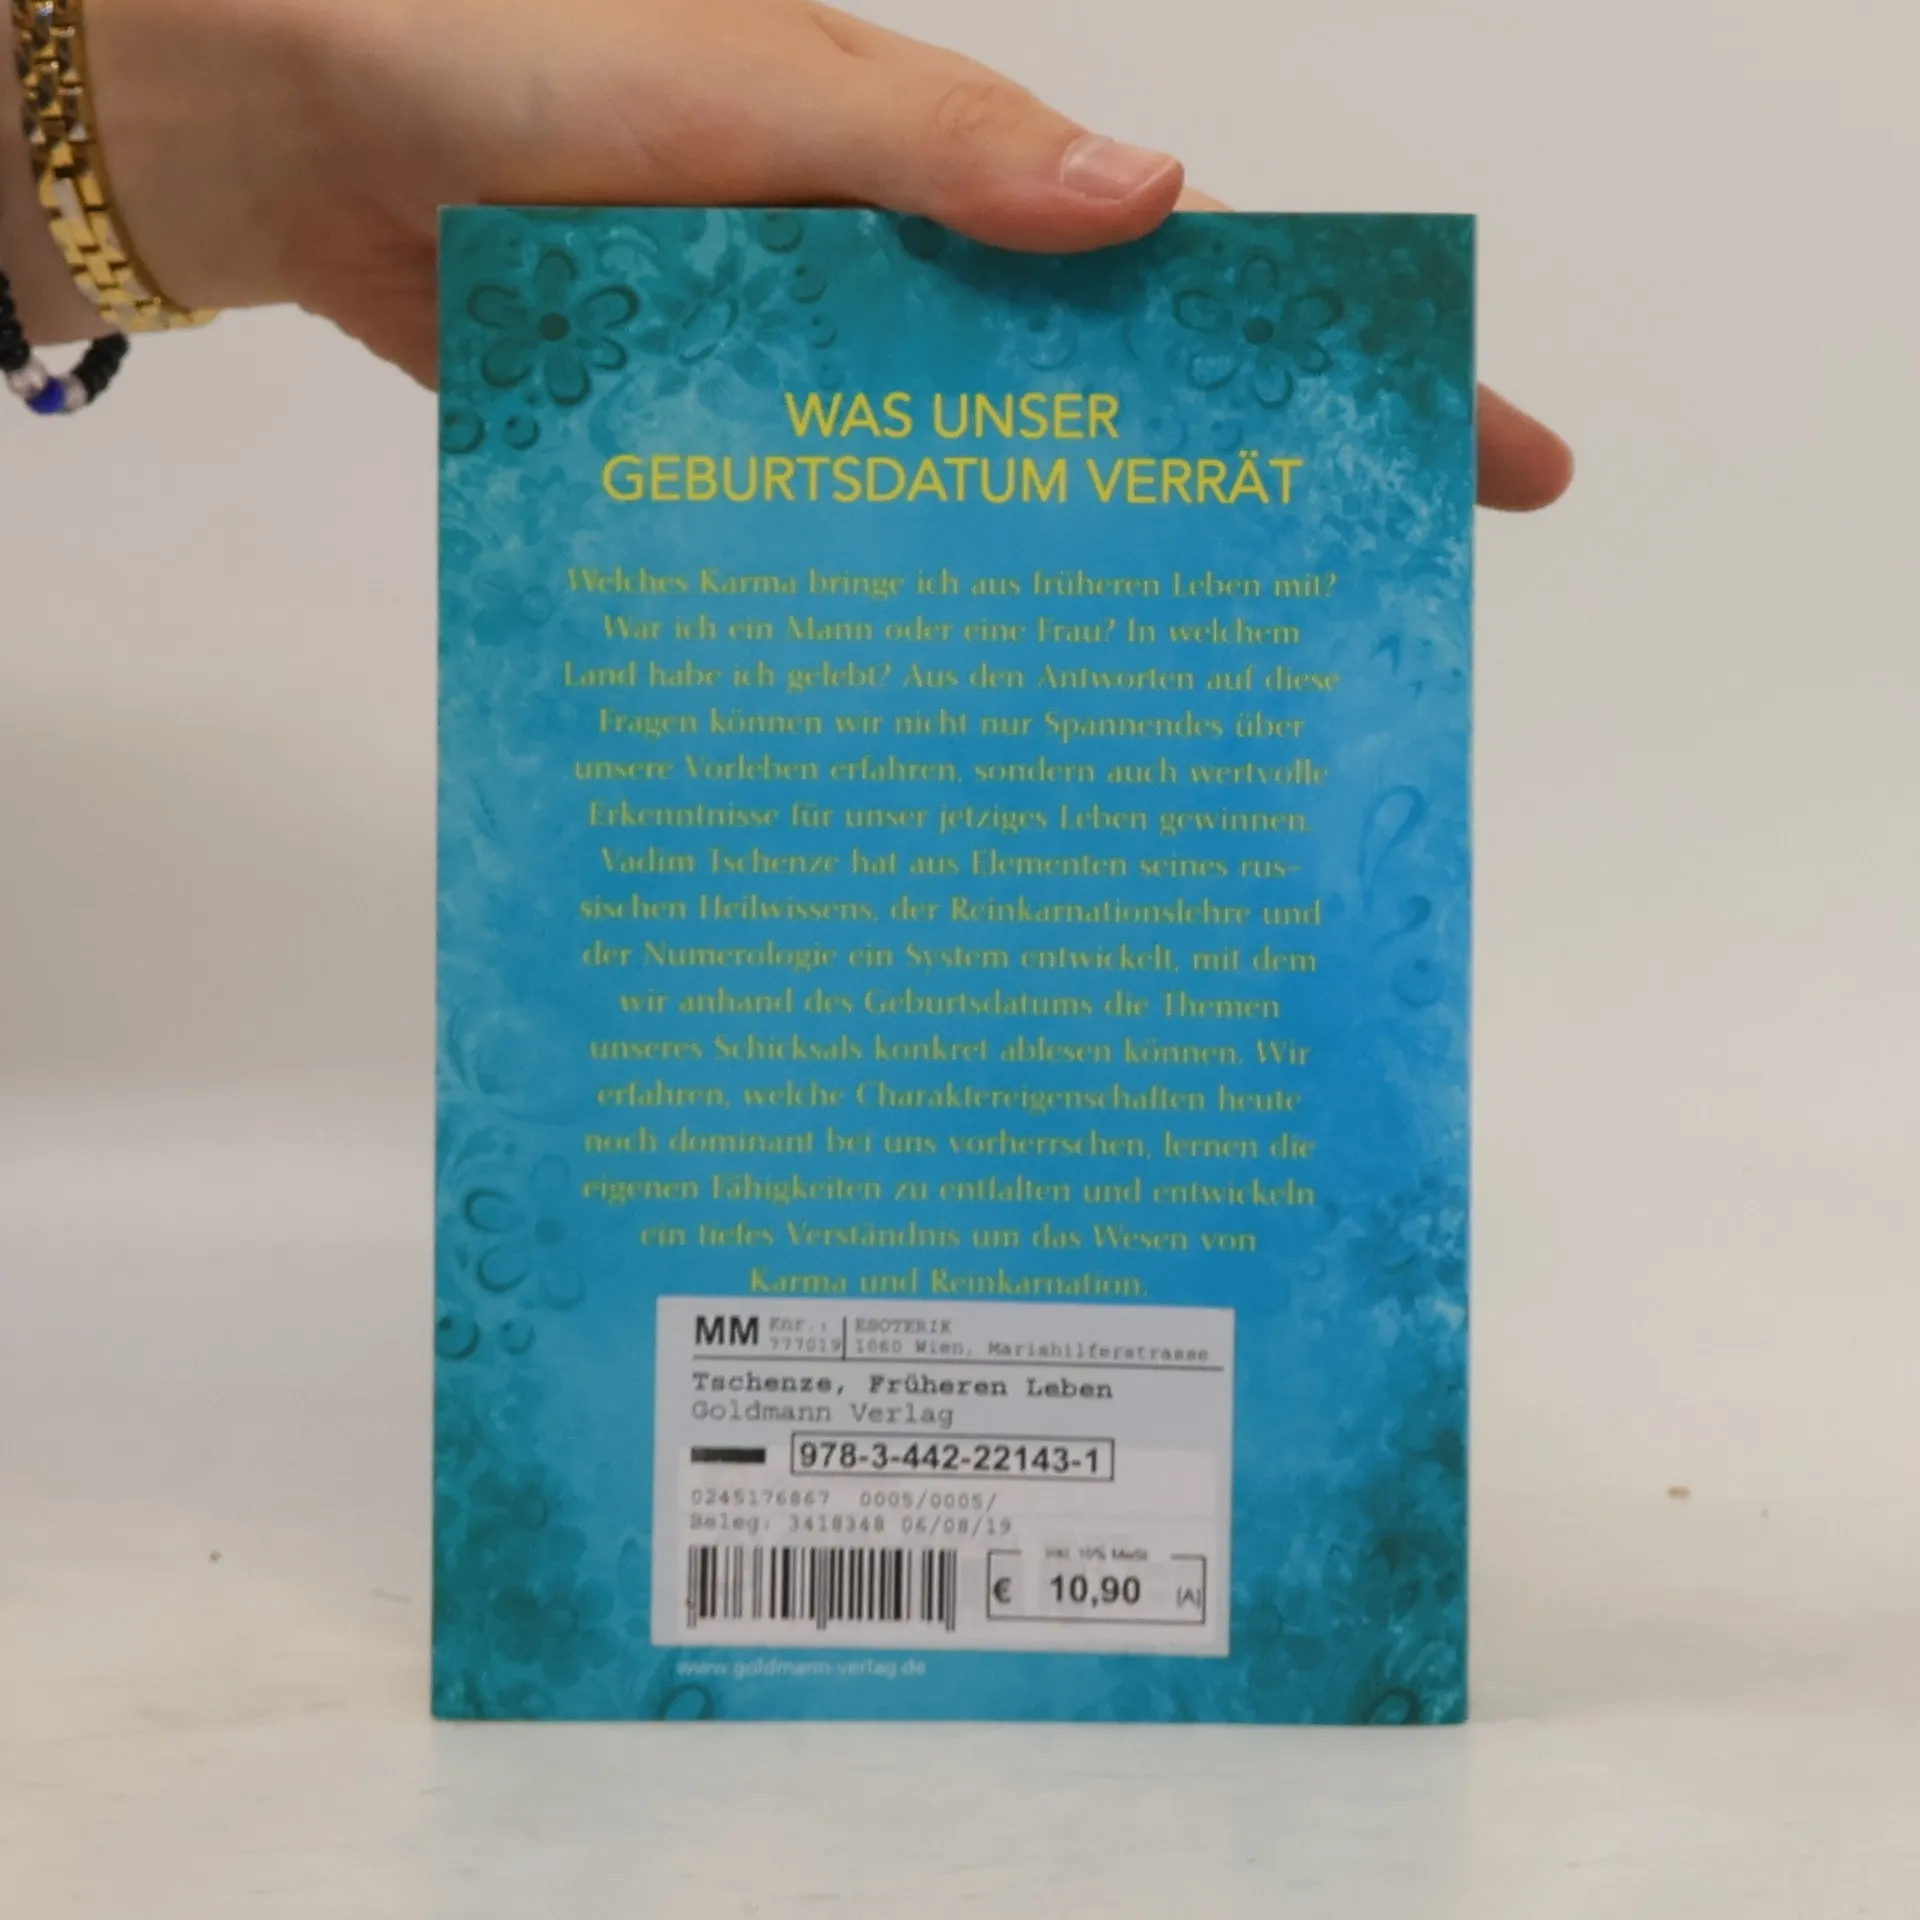 WAS UNSER
GEBURTSDATUM VERRÄT
Welches Karma bringe ich aus früheren Leben mit?
War ich ein Mann oder eine Frau? In welchem
Land habe ich gelebt? Aus den Antworten auf diese
Fragen können wir nicht nur Spannendes über
unsere Vorleben erfahren, sondern auch wertvolle
Erkenntnisse für unser jetziges Leben gewinnen.
Vadim Tschenze hat aus Elementen seines rus-
sischen Heilwissens, der Reinkarnationslehre und
der Numerologie ein System entwickelt, mit dem
wir anhand des Geburtsdatums die Themen
unseres Schicksals konkret ablesen können. Wir
erfahren, welche Charaktereigenschaften heute
noch dominant bei uns vorherrschen, lernen die
eigenen Fähigkeiten zu entfalten und entwickeln
ein tiefes Verständnis um das Wesen von
Karma und Reinkarnation.
MM Knr.: ESOTERIK
777019 1060 Wien, Mariahilferstrasse
Tschenze, Früheren Leben
Goldmann Verlag
978-3-442-22143-1
0245176867 0005/0005/
Beleg: 3418348 06/08/19
inkl. 10% MwSt
€ 10,90 [A]
www.goldmann-verlag.de